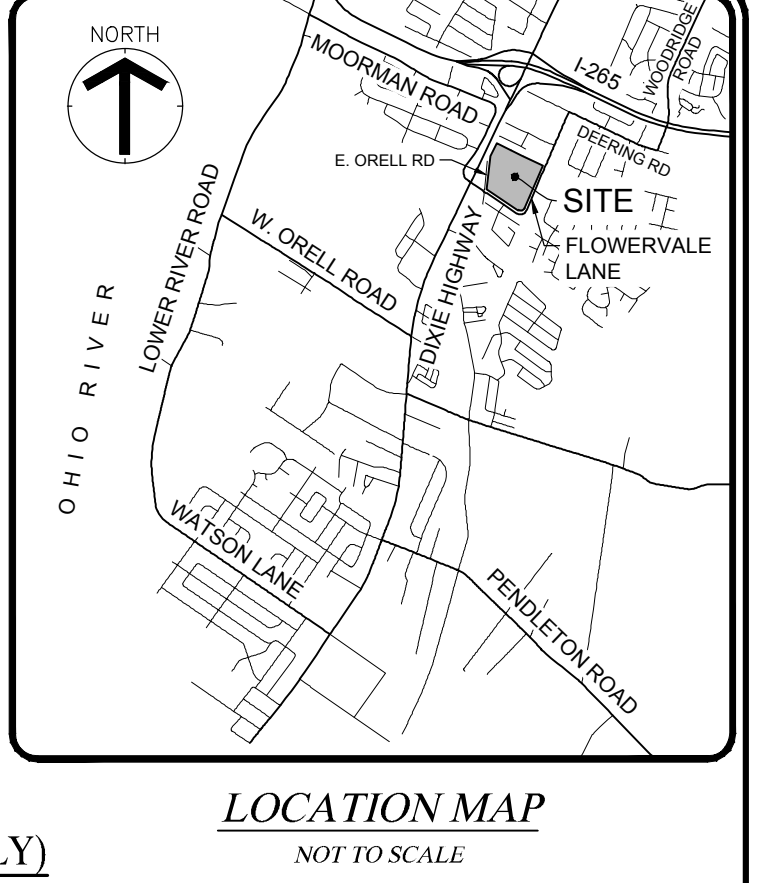 NORTH
MOORMAN ROAD
I-265
WOODRIDGE
ROAD
DEERING RD
E. ORELL RD
SITE
FLOWERVALE
LANE
LOWER RIVER ROAD
W. ORELL ROAD
DIXIE HIGHWAY
OHIO RIVER
WATSON LANE
PENDLETON ROAD
LOCATION MAP
NOT TO SCALE
LY)